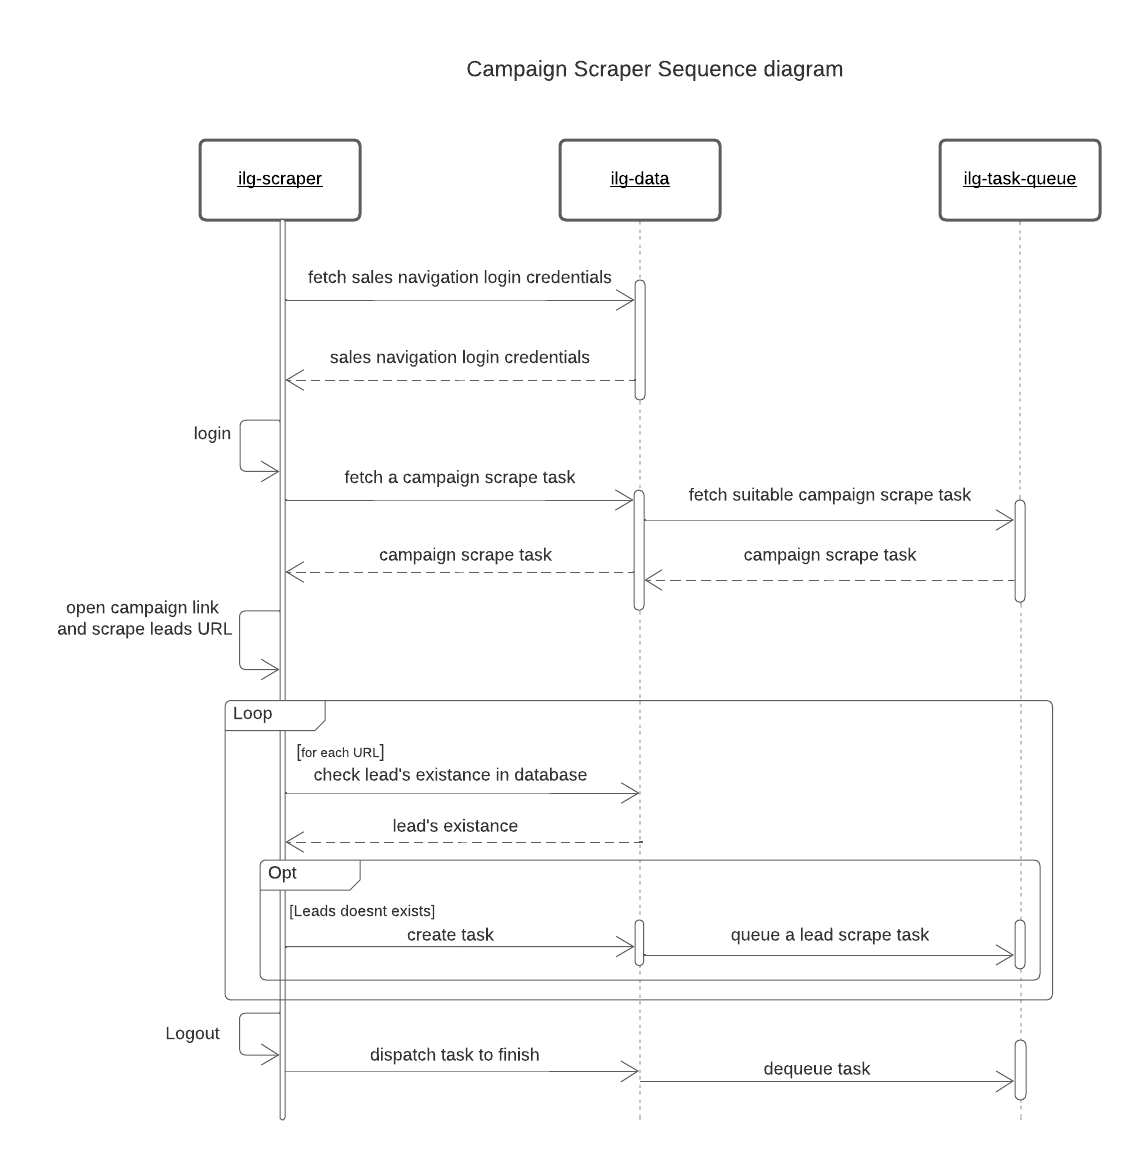 Campaign Scraper Sequence diagram
ilg-scraper
ilg-data
ilg-task-queue
fetch sales navigation login credentials
sales navigation login credentials
login
fetch a campaign scrape task
fetch suitable campaign scrape task
campaign scrape task
campaign scrape task
open campaign link
and scrape leads URL
Loop
[for each URL]
check lead's existance in database
lead's existance
Opt
[Leads doesnt exists]
create task
queue a lead scrape task
Logout
dispatch task to finish
dequeue task